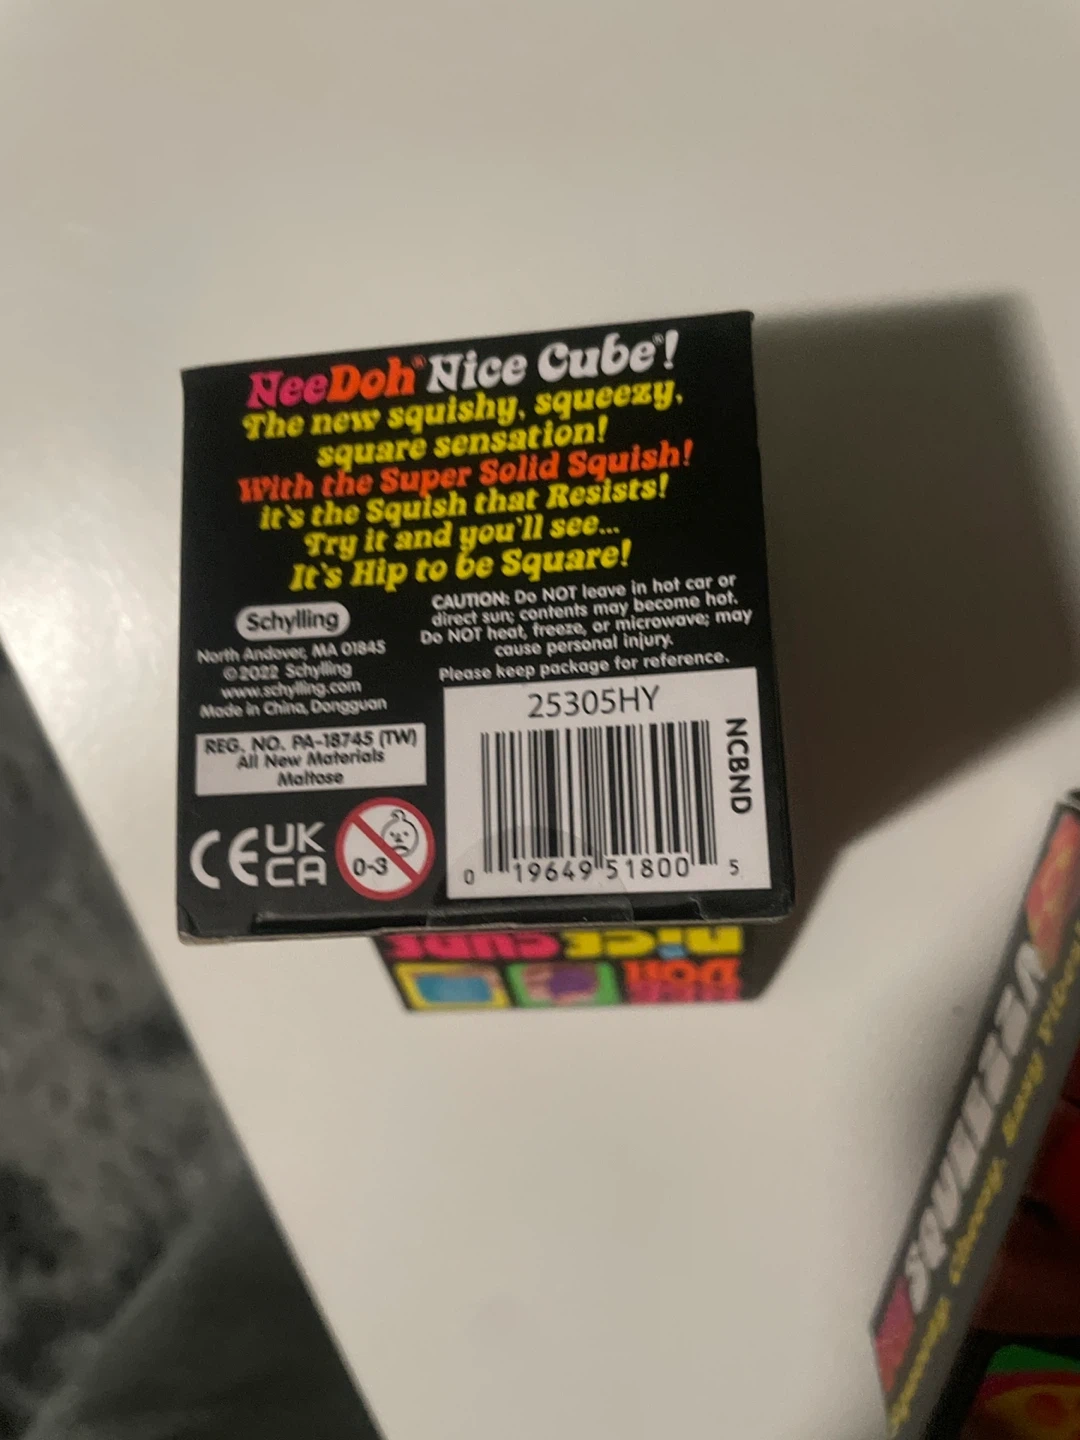 NeeDoh® Nice Cube®!
The new squishy, squeezy,
square sensation!
With the Super Solid Squish!
it's the Squish that Resists!
Try it and you'll see...
It's Hip to be Square!
CAUTION: Do NOT leave in hot car or
direct sun; contents may become hot.
Do NOT heat, freeze, or microwave; may
cause personal injury.
Please keep package for reference.
Schylling
North Andover, MA 01845
©2022 Schylling
www.schylling.com
Made in China, Dongguan
REG. NO. PA-18745 (TW)
All New Materials
Maltose
CE UK
CA
0-3
25305HY
NCBND
0 19649 51800 5
NICE CUBE
NEE
DOH